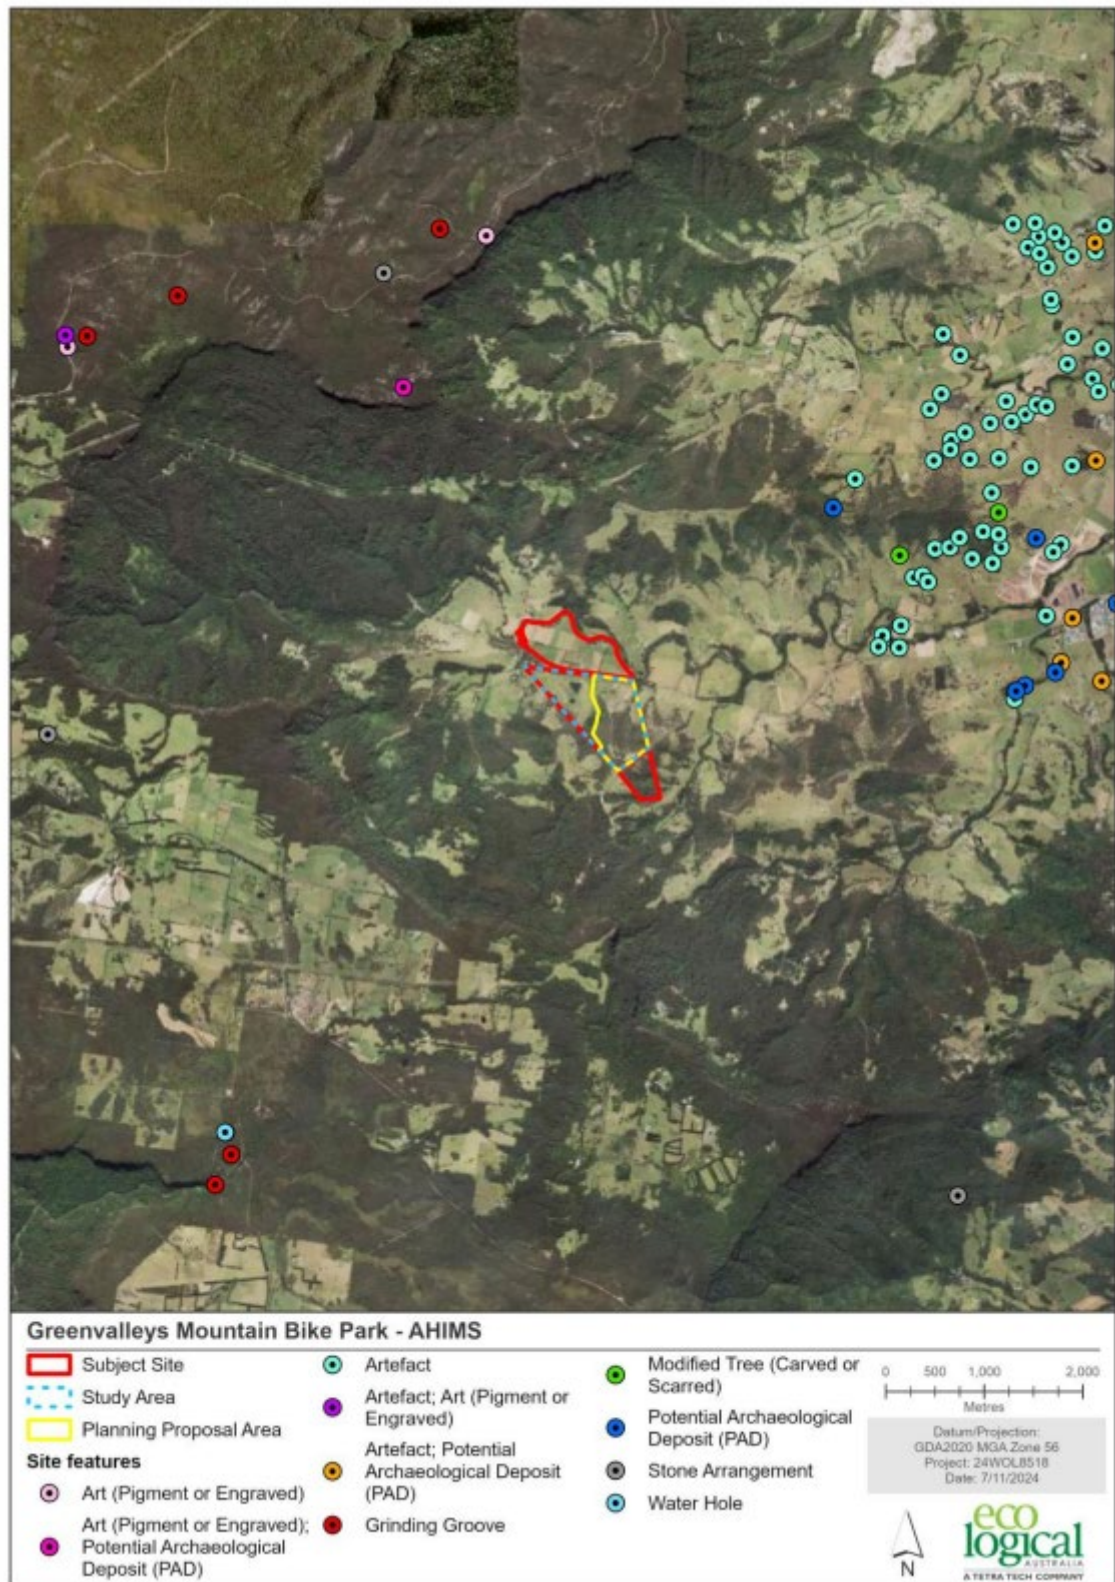 Greenvalleys Mountain Bike Park - AHIMS
Subject Site
Study Area
Planning Proposal Area
Site features
Art (Pigment or Engraved)
Art (Pigment or Engraved);
Potential Archaeological
Deposit (PAD)
Artefact
Artefact; Art (Pigment or
Engraved)
Artefact; Potential
Archaeological Deposit
(PAD)
Grinding Groove
Modified Tree (Carved or
Scarred)
Potential Archaeological
Deposit (PAD)
Stone Arrangement
Water Hole
0 500 1,000 2,000
Metres
Datum/Projection:
GDA2020 MGA Zone 56
Project: 24WOL8518
Date: 7/11/2024
N
eco
logical
AUSTRALIA
A TETRA TECH COMPANY